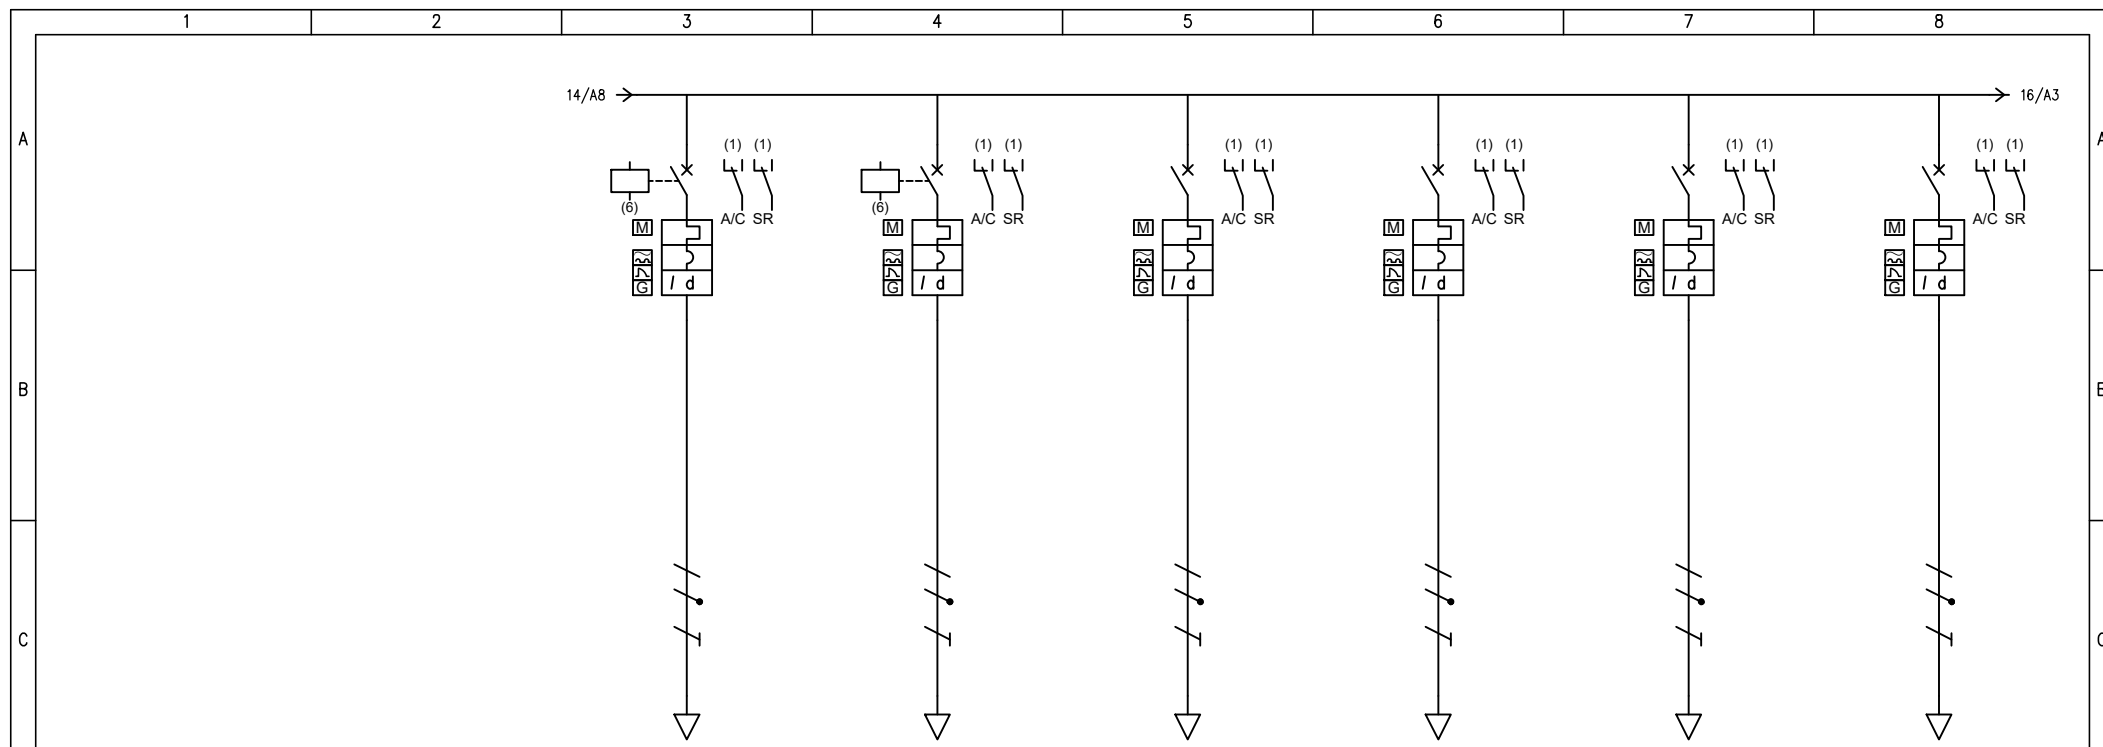 1 2 3 4 5 6 7 8
14/A8 16/A3
A A
(1) (1) (1) (1) (1) (1) (1) (1) (1) (1) (1) (1)
(6) (6)
A/C SR A/C SR A/C SR A/C SR A/C SR A/C SR
M M M M M M
G I d G I d G I d G I d G I d G I d
B B
C C